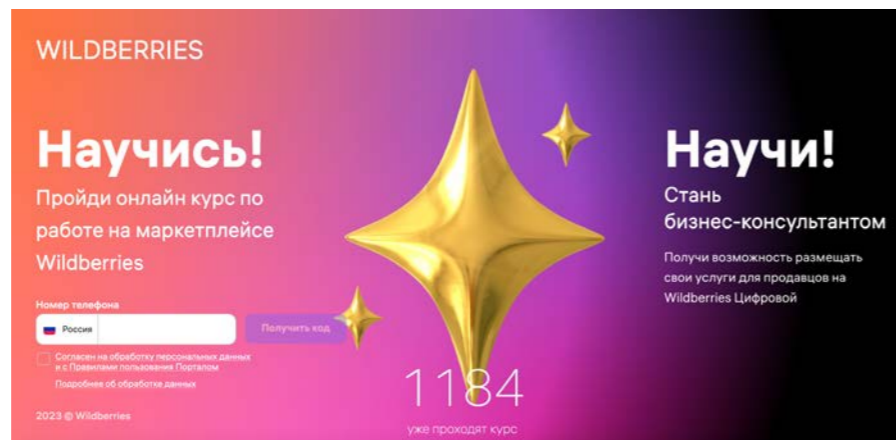 WILDBERRIES
Научись!
Пройди онлайн курс по
работе на маркетплейсе
Wildberries
Номер телефона
Россия
Получить код
Согласен на обработку персональных данных
и с Правилами пользования Порталом
Подробнее об обработке данных
2023 © Wildberries
1184
уже проходят курс
Научи!
Стань
бизнес-консультантом
Получи возможность размещать
свои услуги для продавцов на
Wildberries Цифровой